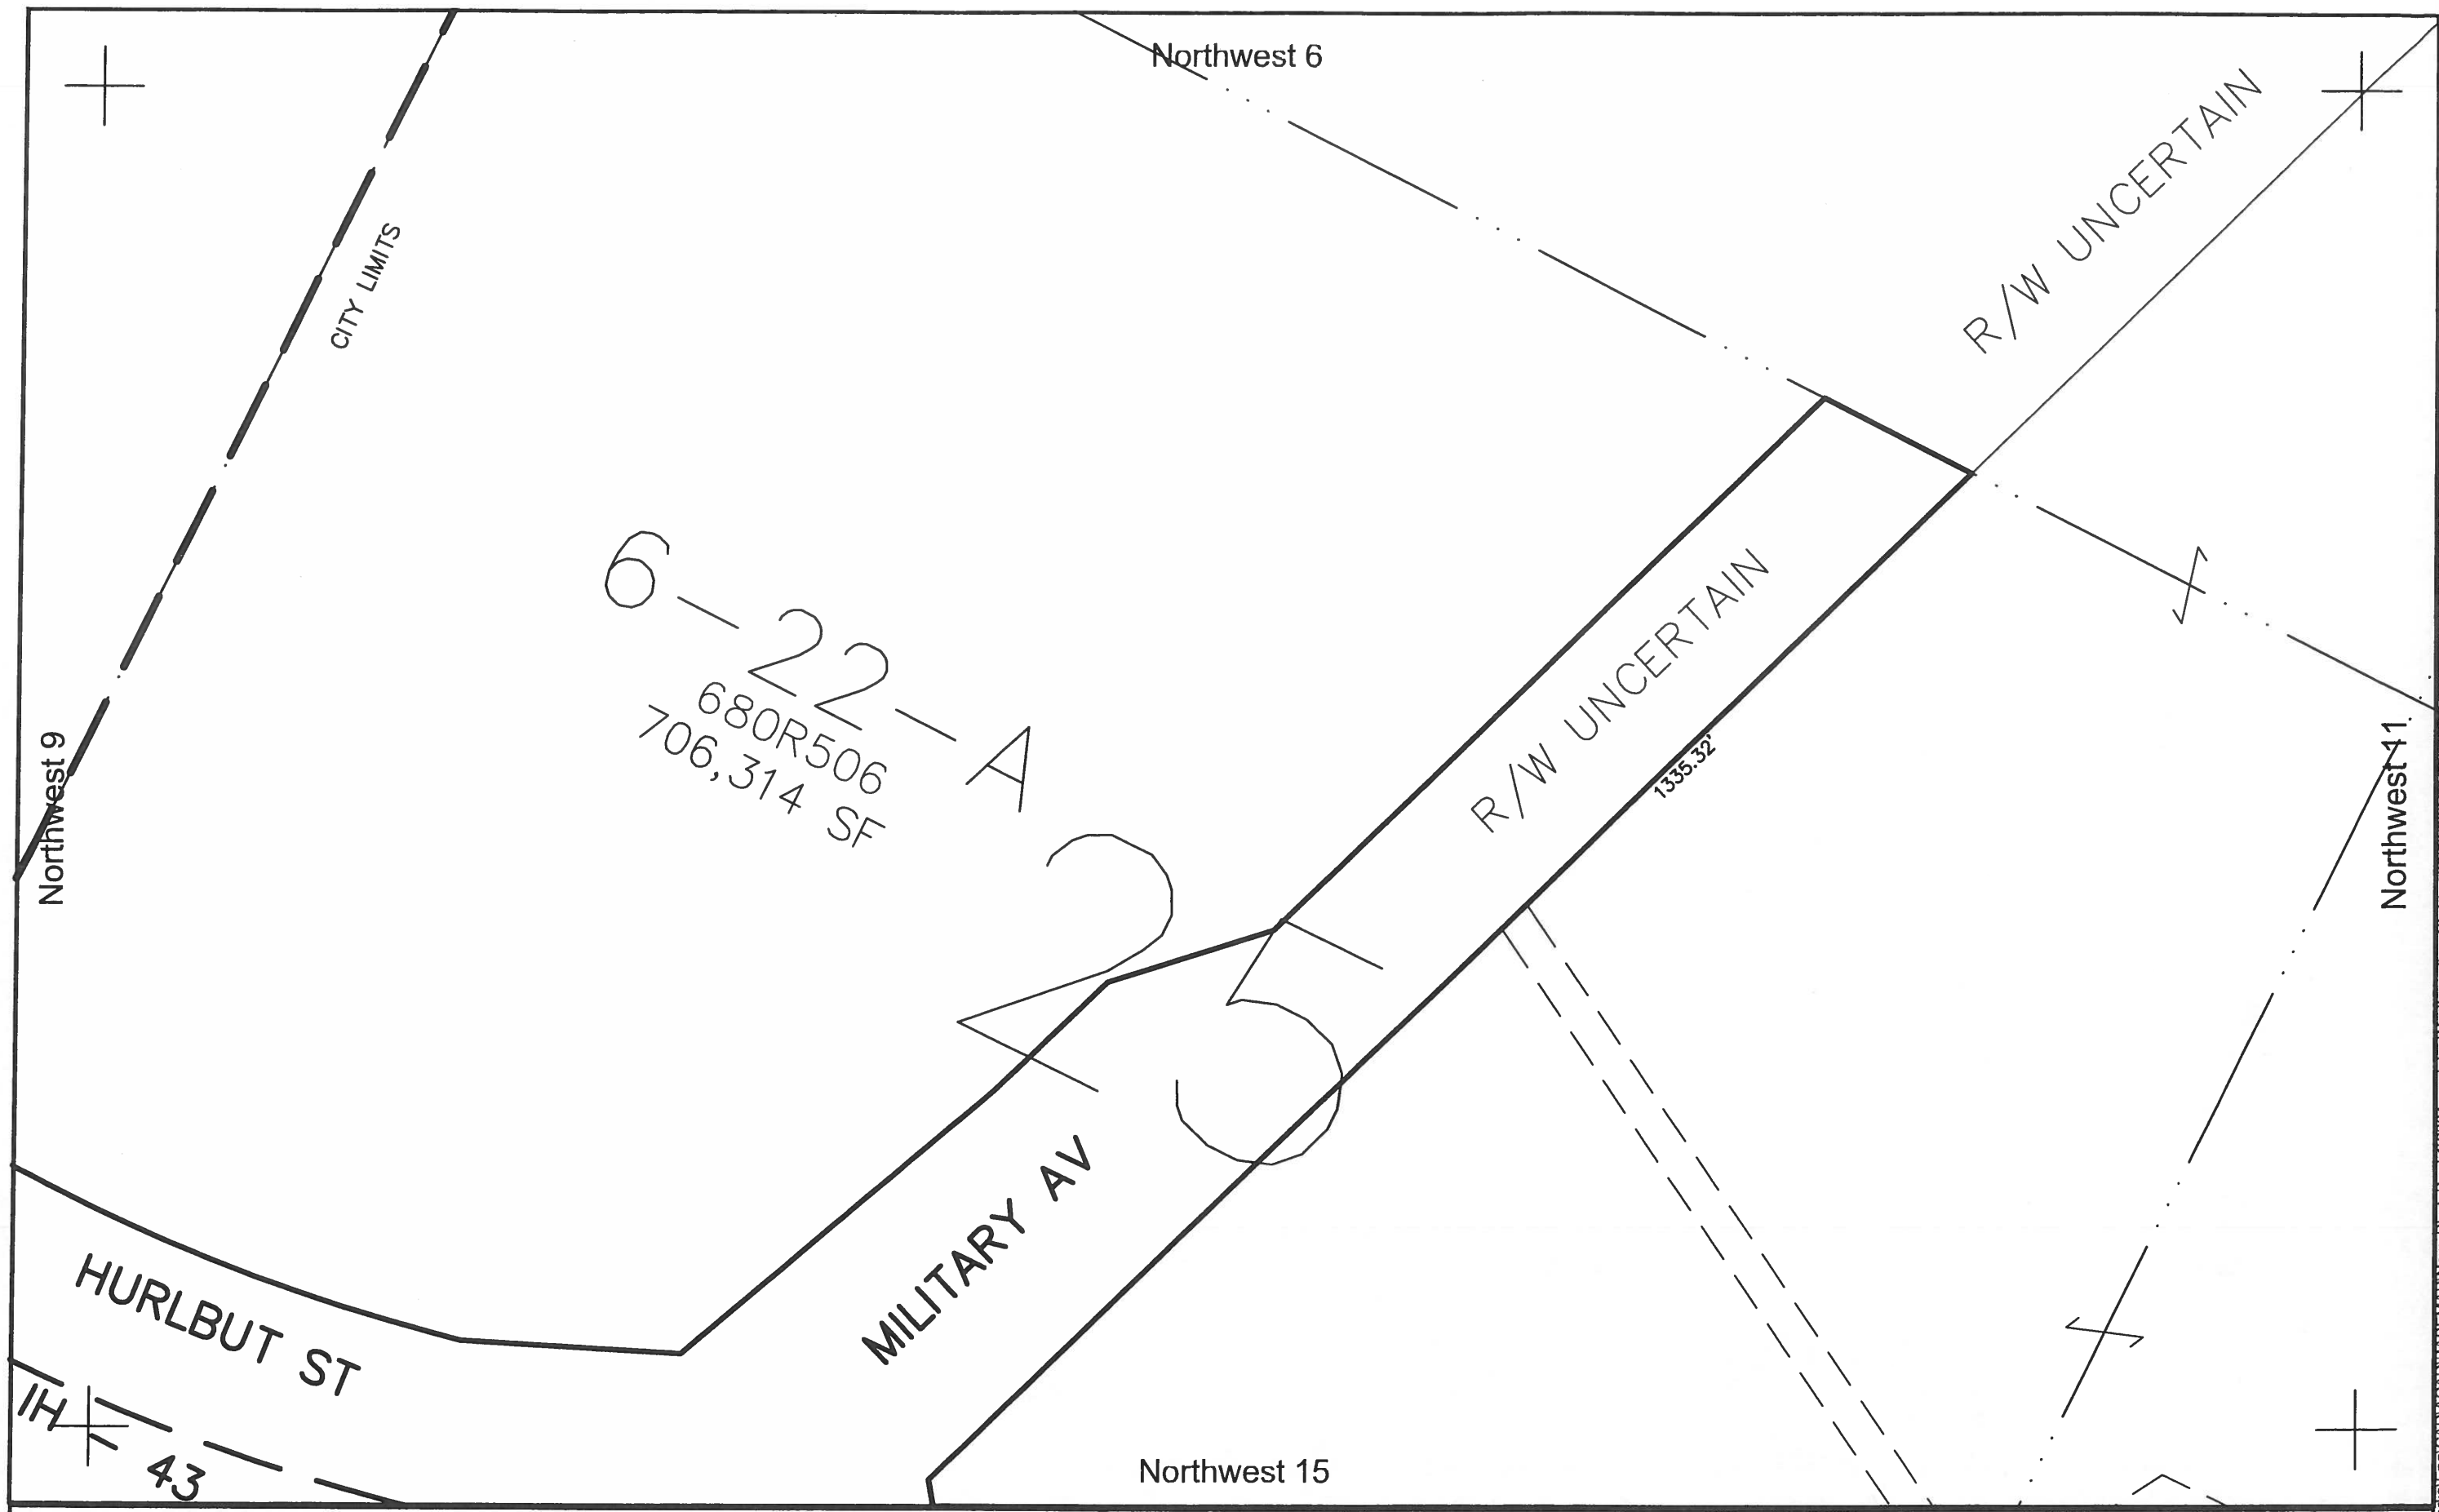 Northwest 6
R/W UNCERTAIN
CITY LIMITS
6-22-A
680R506
706,314 SF
R/W UNCERTAIN
1335.32'
Northwest 9
Northwest 11
25
MILITARY AV
HURLBUT ST
IH - 43
Northwest 15